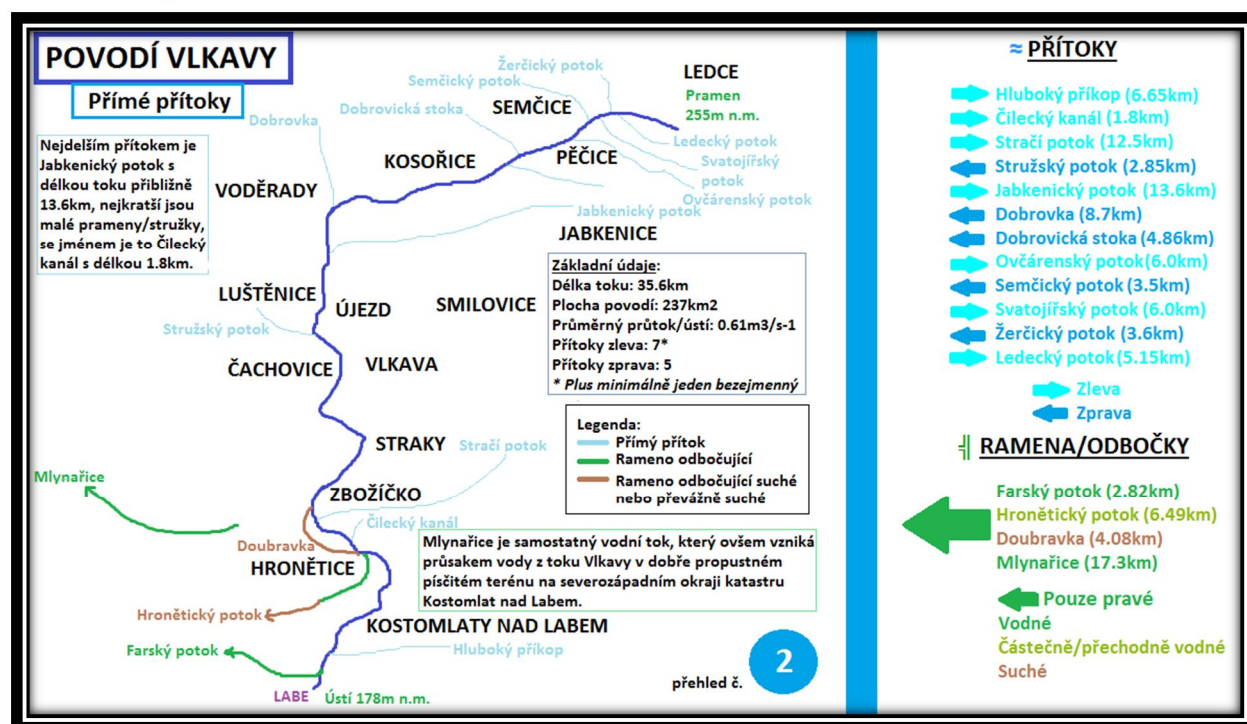 POVODÍ VLKAVY
Přímé přítoky
Nejdelším přítokem je
Jabkenický potok s
délkou toku přibližně
13.6km, nejkratší jsou
malé prameny/stružky,
se jménem je to Čilecký
kanál s délkou 1.8km.
Žerčický potok
Semčický potok
Dobrovická stoka
Dobrovka
LEDCE
Pramen
255m n.m.
SEMČICE
Ledecký potok
Svatojířský
potok
Ovčárenský potok
PĚČICE
KOSOŘICE
VODĚRADY
Jabkenický potok
JABKENICE
Základní údaje:
Délka toku: 35.6km
Plocha povodí: 237km2
Průměrný průtok/ústí: 0.61m3/s-1
Přítoky zleva: 7*
Přítoky zprava: 5
* Plus minimálně jeden bezejmenný
LUŠTĚNICE
ÚJEZD
SMILOVICE
Stružský potok
ČACHOVICE
VLKAVA
Legenda:
Přímý přítok
Rameno odbočující
Rameno odbočující suché
nebo převážně suché
STRAKY
Stračí potok
Mlynařice
ZBOŽÍČKO
Čilecký kanál
Doubravka
HRONĚTICE
Mlynařice je samostatný vodní tok, který ovšem vzniká
průsakem vody z toku Vlkavy v dobře propustném
písčitém terénu na severozápadním okraji katastru
Kostomlat nad Labem.
Hronětický potok
KOSTOMLATY NAD LABEM
Farský potok
Hluboký příkop
LABE
Ústí 178m n.m.
přehled č.
2
≈ PŘÍTOKY
Hluboký příkop (6.65km)
Čilecký kanál (1.8km)
Stračí potok (12.5km)
Stružský potok (2.85km)
Jabkenický potok (13.6km)
Dobrovka (8.7km)
Dobrovická stoka (4.86km)
Ovčárenský potok(6.0km)
Semčický potok (3.5km)
Svatojířský potok (6.0km)
Žerčický potok (3.6km)
Ledecký potok (5.15km)
Zleva
Zprava
╣ RAMENA/ODBOČKY
Farský potok (2.82km)
Hronětický potok (6.49km)
Doubravka (4.08km)
Mlynařice (17.3km)
Pouze pravé
Vodné
Částečně/přechodně vodné
Suché